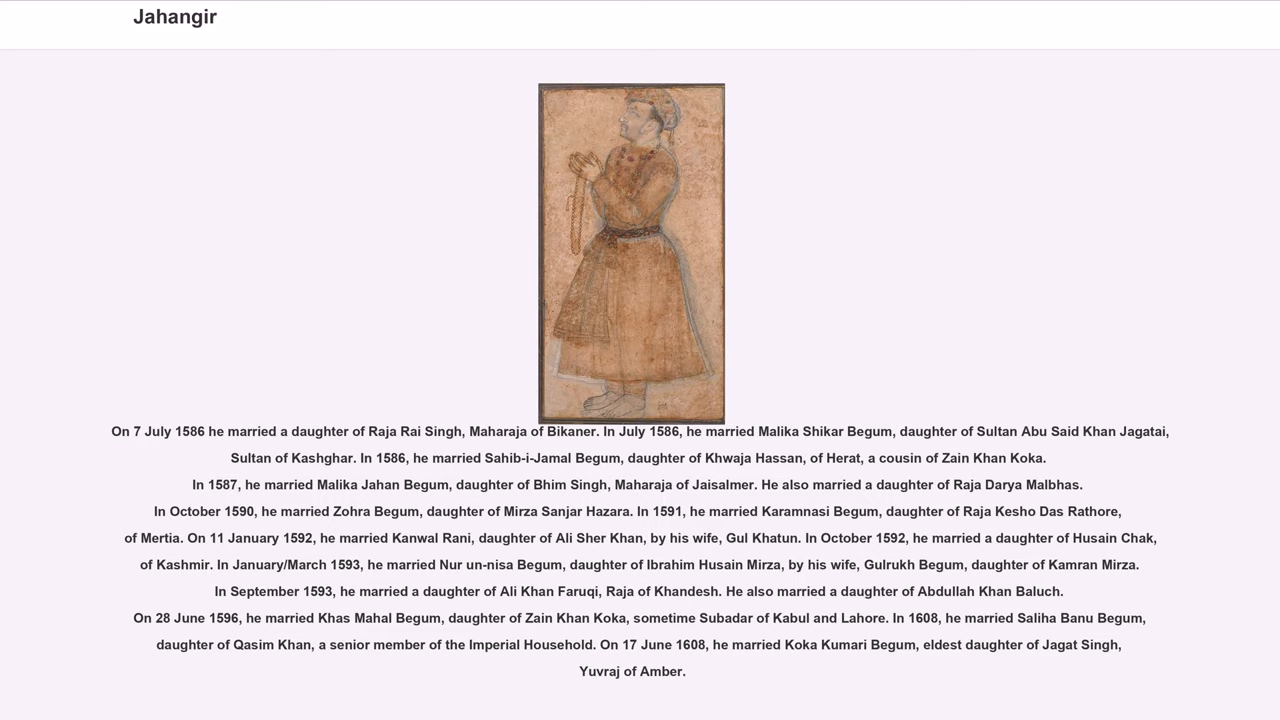 Jahangir
On 7 July 1586 he married a daughter of Raja Rai Singh, Maharaja of Bikaner. In July 1586, he married Malika Shikar Begum, daughter of Sultan Abu Said Khan Jagatai,
Sultan of Kashghar. In 1586, he married Sahib-i-Jamal Begum, daughter of Khwaja Hassan, of Herat, a cousin of Zain Khan Koka.
In 1587, he married Malika Jahan Begum, daughter of Bhim Singh, Maharaja of Jaisalmer. He also married a daughter of Raja Darya Malbhas.
In October 1590, he married Zohra Begum, daughter of Mirza Sanjar Hazara. In 1591, he married Karamnasi Begum, daughter of Raja Kesho Das Rathore,
of Mertia. On 11 January 1592, he married Kanwal Rani, daughter of Ali Sher Khan, by his wife, Gul Khatun. In October 1592, he married a daughter of Husain Chak,
of Kashmir. In January/March 1593, he married Nur un-nisa Begum, daughter of Ibrahim Husain Mirza, by his wife, Gulrukh Begum, daughter of Kamran Mirza.
In September 1593, he married a daughter of Ali Khan Faruqi, Raja of Khandesh. He also married a daughter of Abdullah Khan Baluch.
On 28 June 1596, he married Khas Mahal Begum, daughter of Zain Khan Koka, sometime Subadar of Kabul and Lahore. In 1608, he married Saliha Banu Begum,
daughter of Qasim Khan, a senior member of the Imperial Household. On 17 June 1608, he married Koka Kumari Begum, eldest daughter of Jagat Singh,
Yuvraj of Amber.